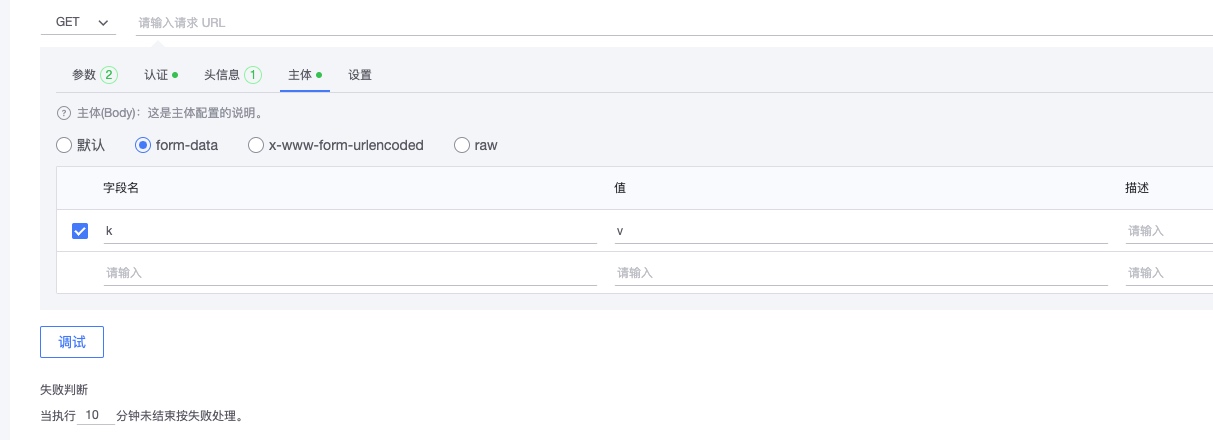 GET 请输入请求 URL
参数 2 认证 头信息 1 主体 设置
? 主体(Body)：这是主体配置的说明。
默认 form-data x-www-form-urlencoded raw
字段名 值 描述
k v 请输入
请输入 请输入 请输入
调试
失败判断
当执行 10 分钟未结束按失败处理。